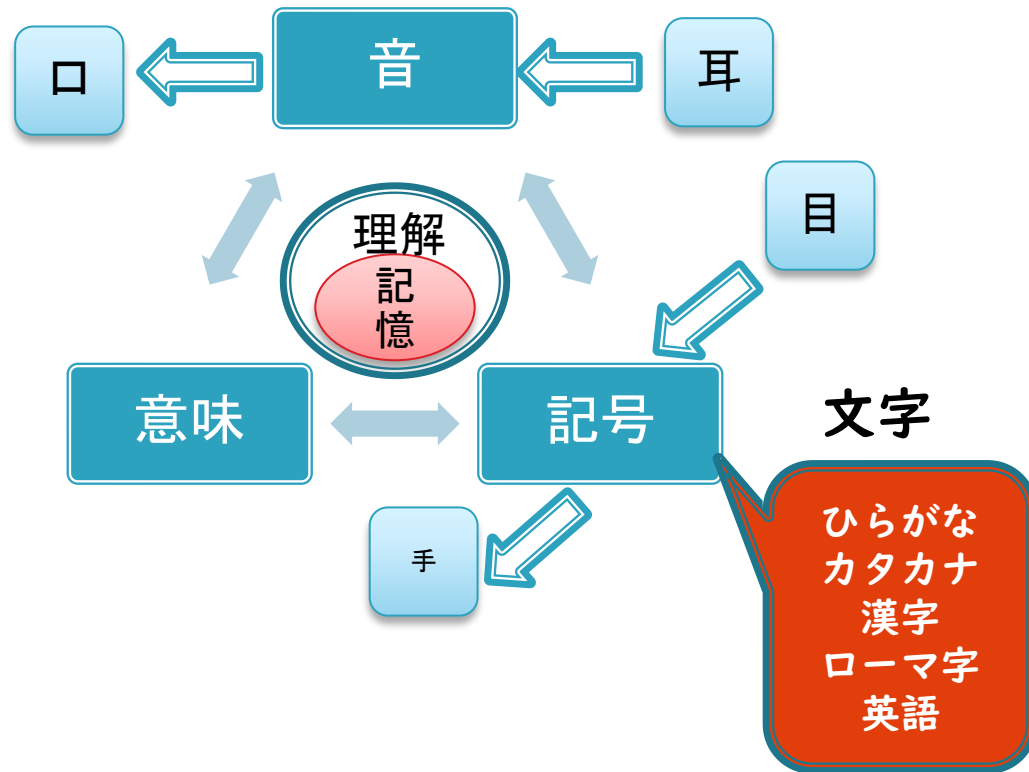 口
音
耳
目
理解
記
憶
意味
記号
文字
手
ひらがな
カタカナ
漢字
ローマ字
英語